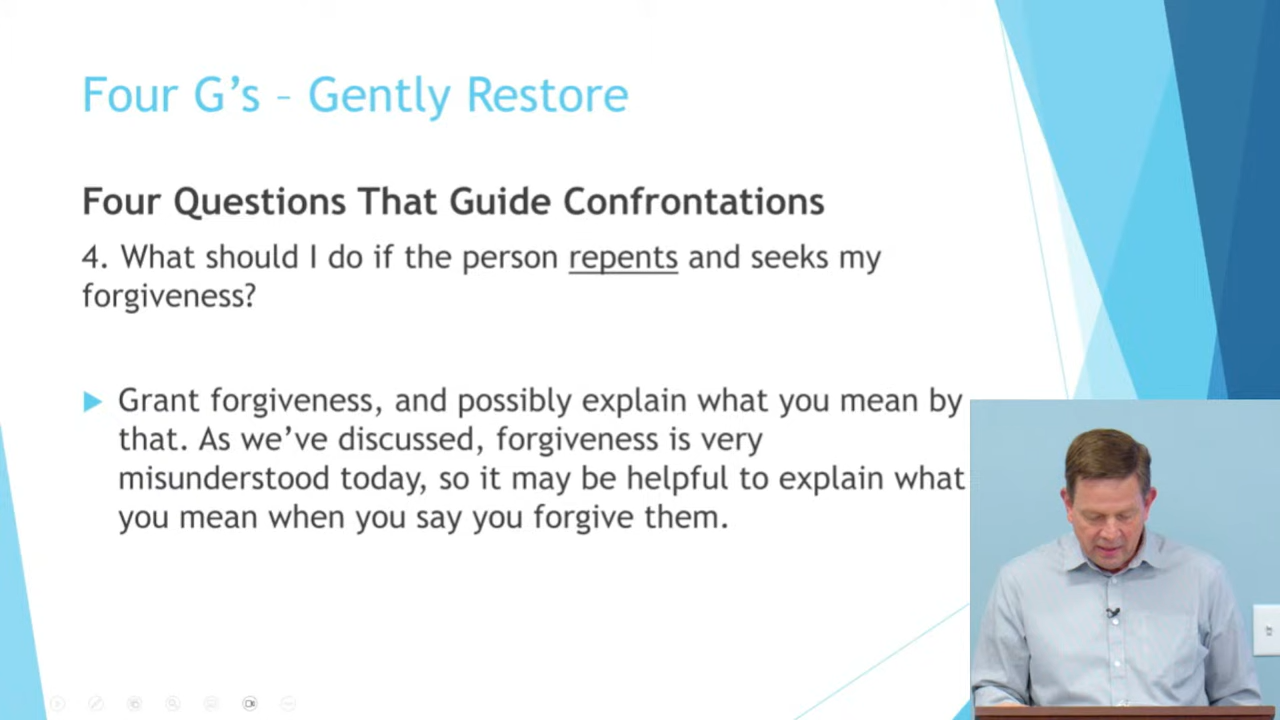 Four G’s – Gently Restore
Four Questions That Guide Confrontations
4. What should I do if the person repents and seeks my
forgiveness?
Grant forgiveness, and possibly explain what you mean by
that. As we’ve discussed, forgiveness is very
misunderstood today, so it may be helpful to explain what
you mean when you say you forgive them.